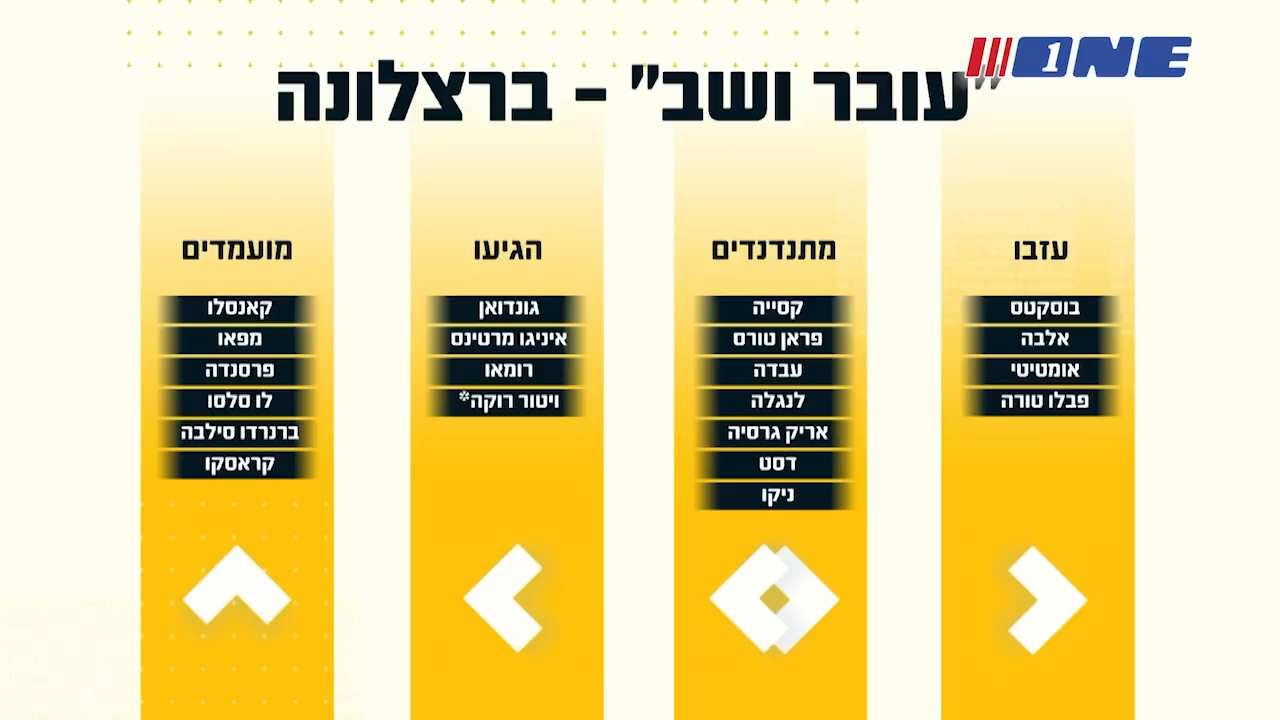 ONE
"עובר ושב" - ברצלונה
עזבו
בוסקטס
אלבה
אומטיטי
פבלו טורה
מתנדנדים
קסייה
פראן טורס
עבדה
לנגלה
אריק גרסיה
דסט
ניקו
הגיעו
גונדואן
איניגו מרטינס
רומאו
ויטור רוקה*
מועמדים
קאנסלו
מפאו
פרסנדה
לו סלסו
ברנרדו סילבה
קראסקו